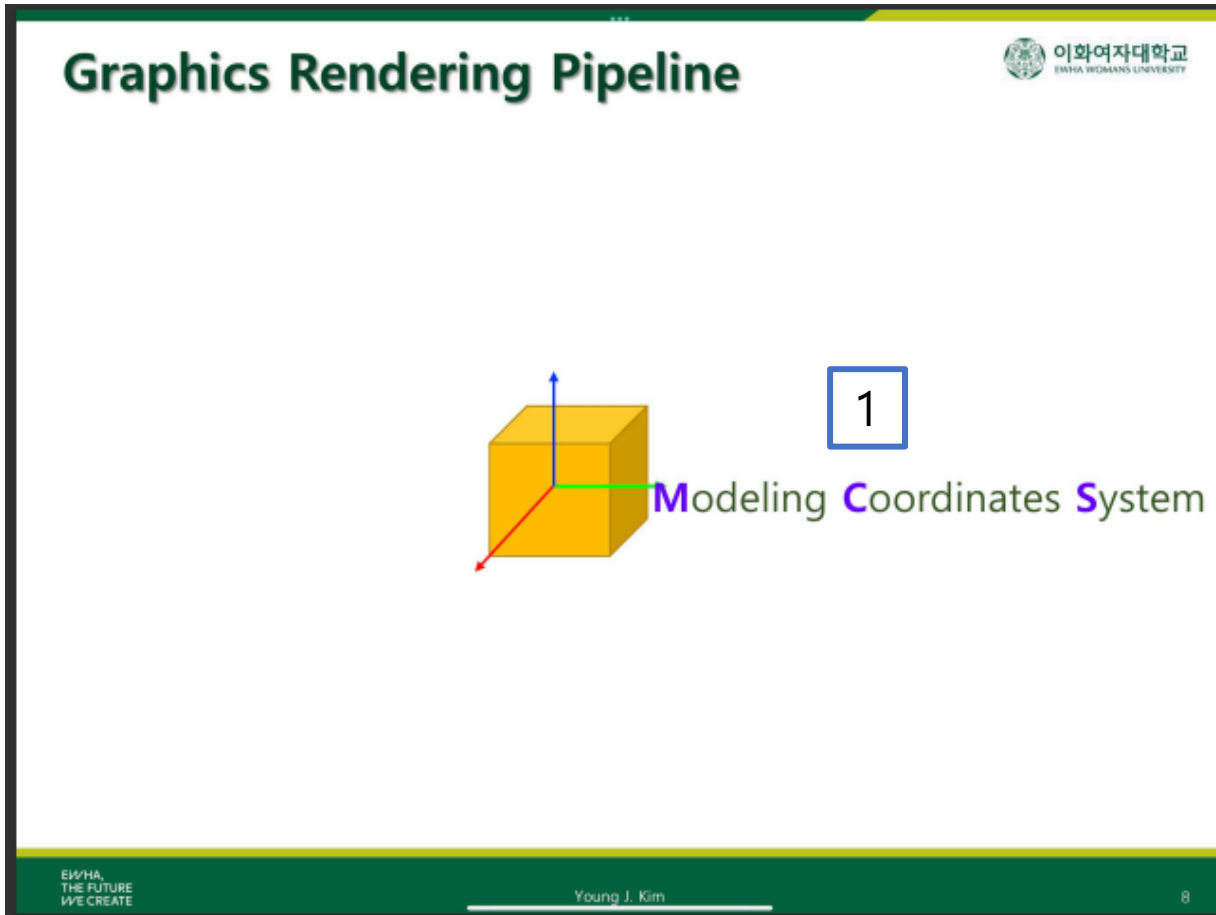 Graphics Rendering Pipeline
이화여자대학교
EWHA WOMANS UNIVERSITY
1
Modeling Coordinates System
EWHA,
THE FUTURE
WE CREATE
Young J. Kim
8